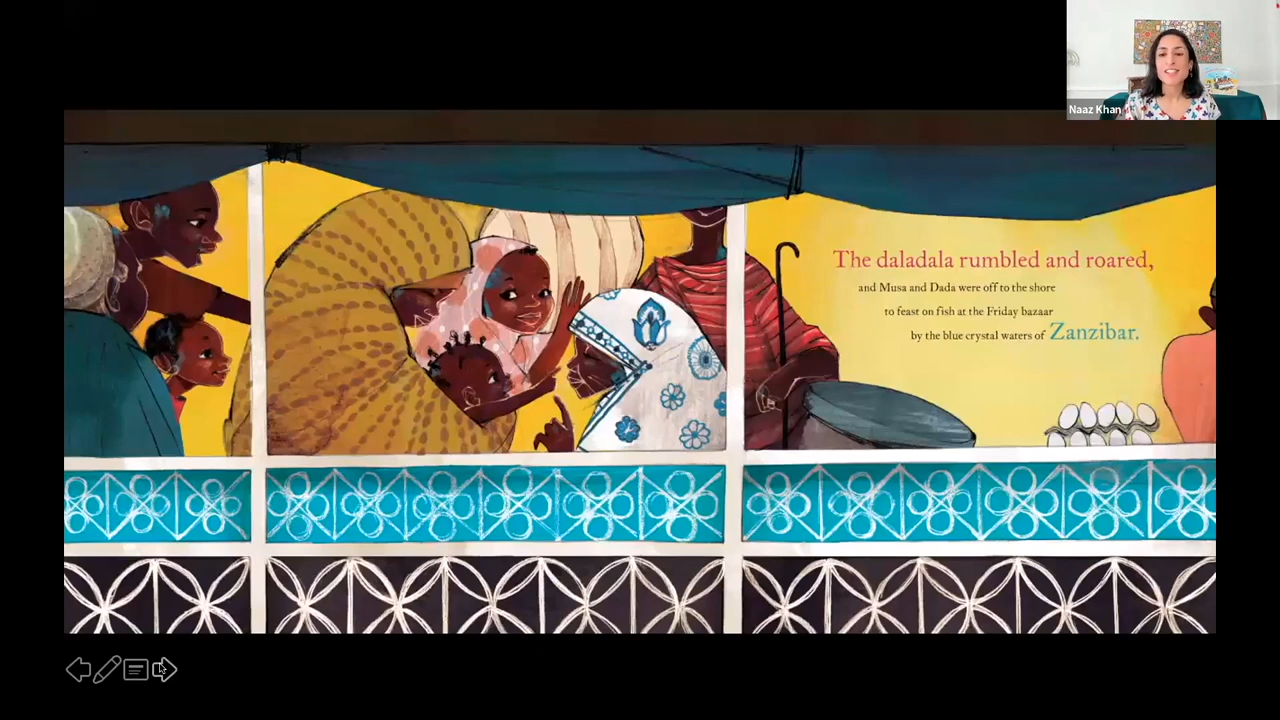 Naaz Khan
The daladala rumbled and roared,
and Musa and Dada were off to the shore
to feast on fish at the Friday bazaar
by the blue crystal waters of Zanzibar.